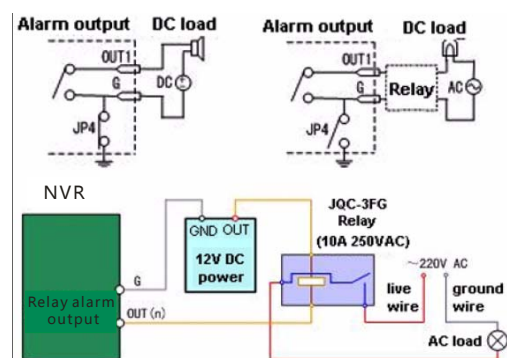 Alarm output
DC load
OUT1
G
DC
JP4
Alarm output
DC load
OUT1
G
Relay
AC
JP4
NVR
GND OUT
12V DC
power
JQC-3FG
Relay
(10A 250VAC)
G
Relay alarm
output
OUT (n)
~220V AC
live
wire
ground
wire
AC load